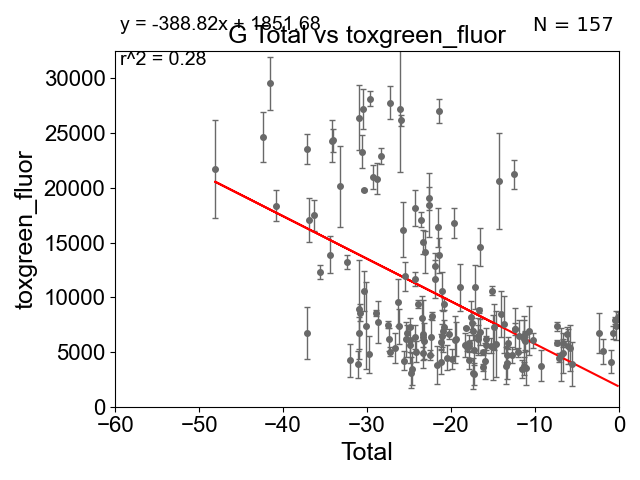 y = -388.82x + 1851.68
N = 157
G Total vs toxgreen_fluor
r^2 = 0.28
30000
25000
20000
15000
10000
5000
0
toxgreen_fluor
−60
−50
−40
−30
−20
−10
0
Total